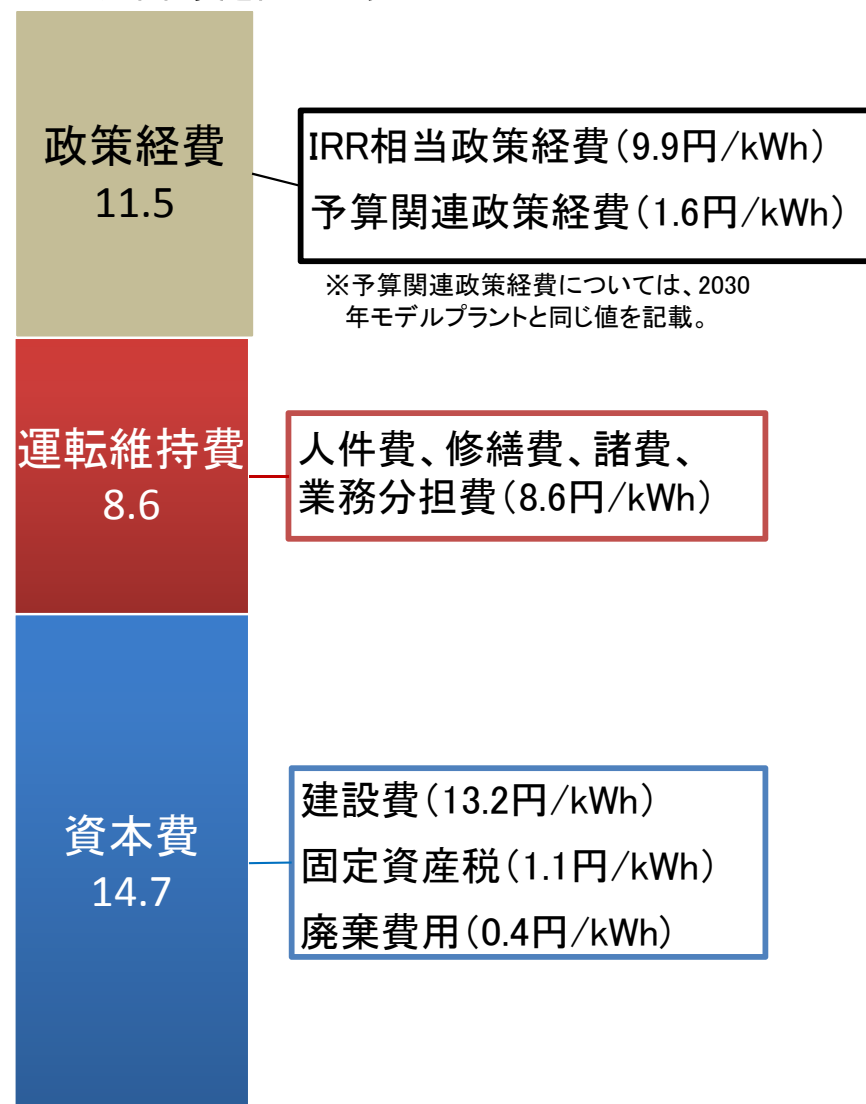 政策経費
11.5
IRR相当政策経費(9.9円/kWh)
予算関連政策経費(1.6円/kWh)
※予算関連政策経費については、2030
年モデルプラントと同じ値を記載。
運転維持費
8.6
人件費、修繕費、諸費、
業務分担費(8.6円/kWh)
資本費
14.7
建設費(13.2円/kWh)
固定資産税(1.1円/kWh)
廃棄費用(0.4円/kWh)